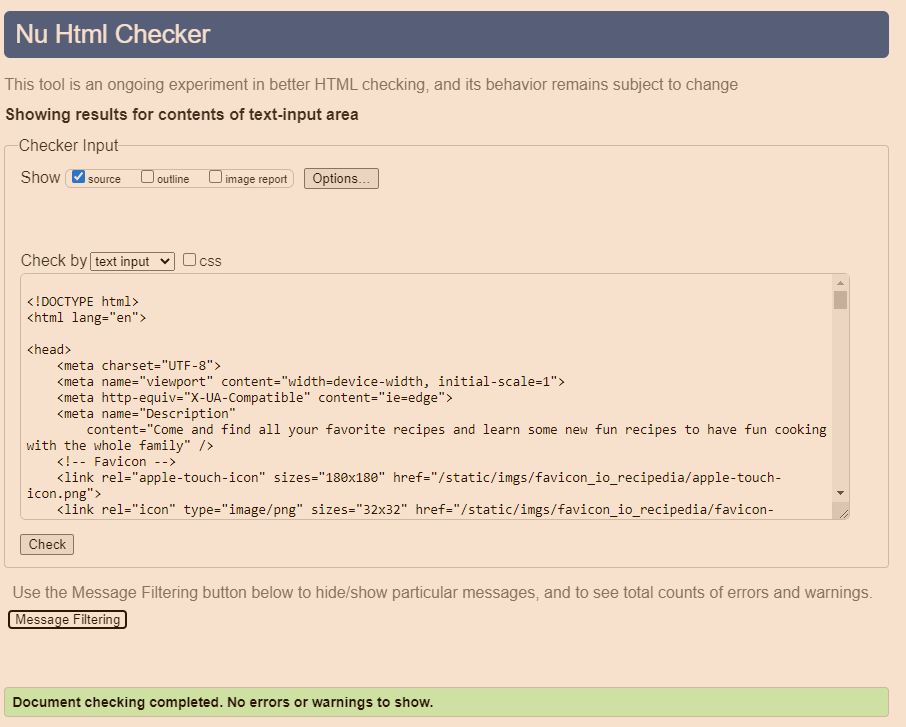 Nu Html Checker
This tool is an ongoing experiment in better HTML checking, and its behavior remains subject to change
Showing results for contents of text-input area
Checker Input
Show source outline image report Options...
Check by text input css
<!DOCTYPE html>
<html lang="en">
<head>
<meta charset="UTF-8">
<meta name="viewport" content="width=device-width, initial-scale=1">
<meta http-equiv="X-UA-Compatible" content="ie=edge">
<meta name="Description"
content="Come and find all your favorite recipes and learn some new fun recipes to have fun cooking
with the whole family" />
<!-- Favicon -->
<link rel="apple-touch-icon" sizes="180x180" href="/static/imgs/favicon_io_recipedia/apple-touch-
icon.png">
<link rel="icon" type="image/png" sizes="32x32" href="/static/imgs/favicon_io_recipedia/favicon-
Check
Use the Message Filtering button below to hide/show particular messages, and to see total counts of errors and warnings.
Message Filtering
Document checking completed. No errors or warnings to show.